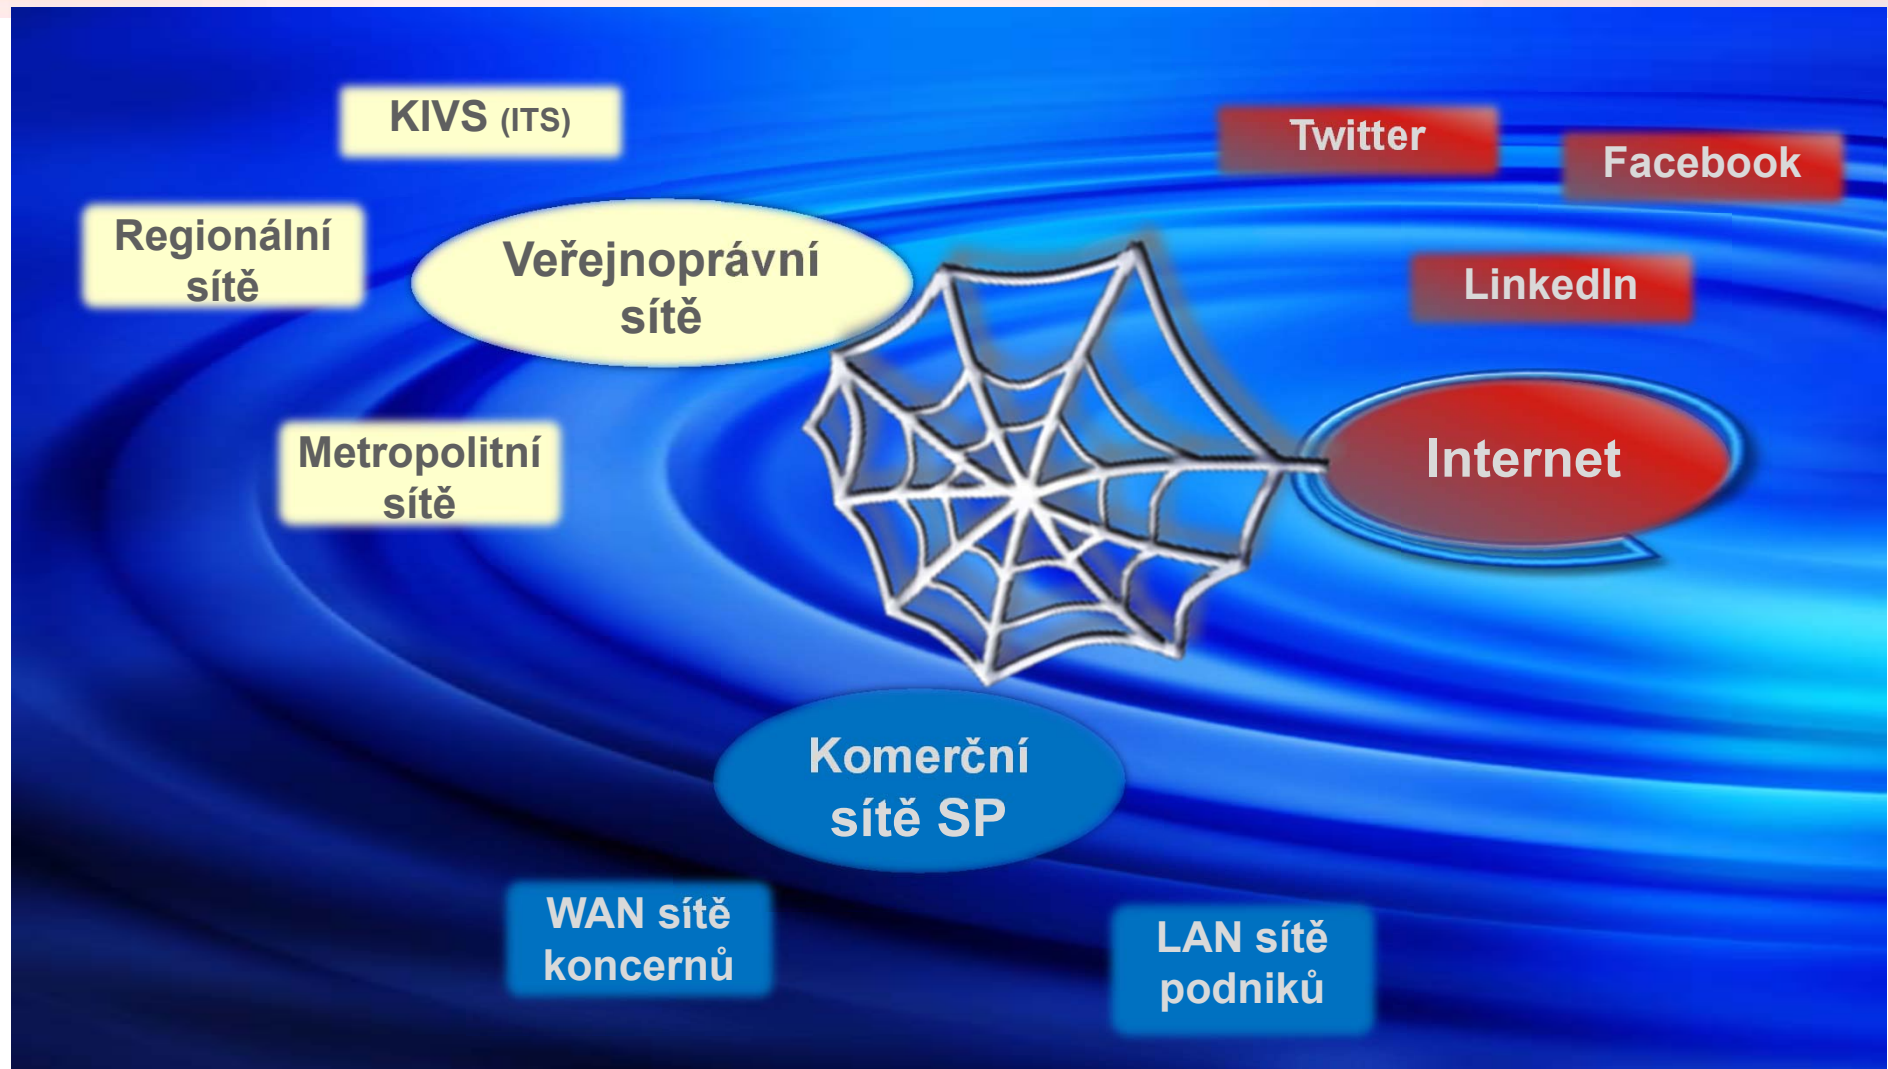 KIVS (ITS)
Twitter
Facebook
Regionální
sítě
Veřejnoprávní
sítě
LinkedIn
Metropolitní
sítě
Internet
Komerční
sítě SP
WAN sítě
koncernů
LAN sítě
podniků